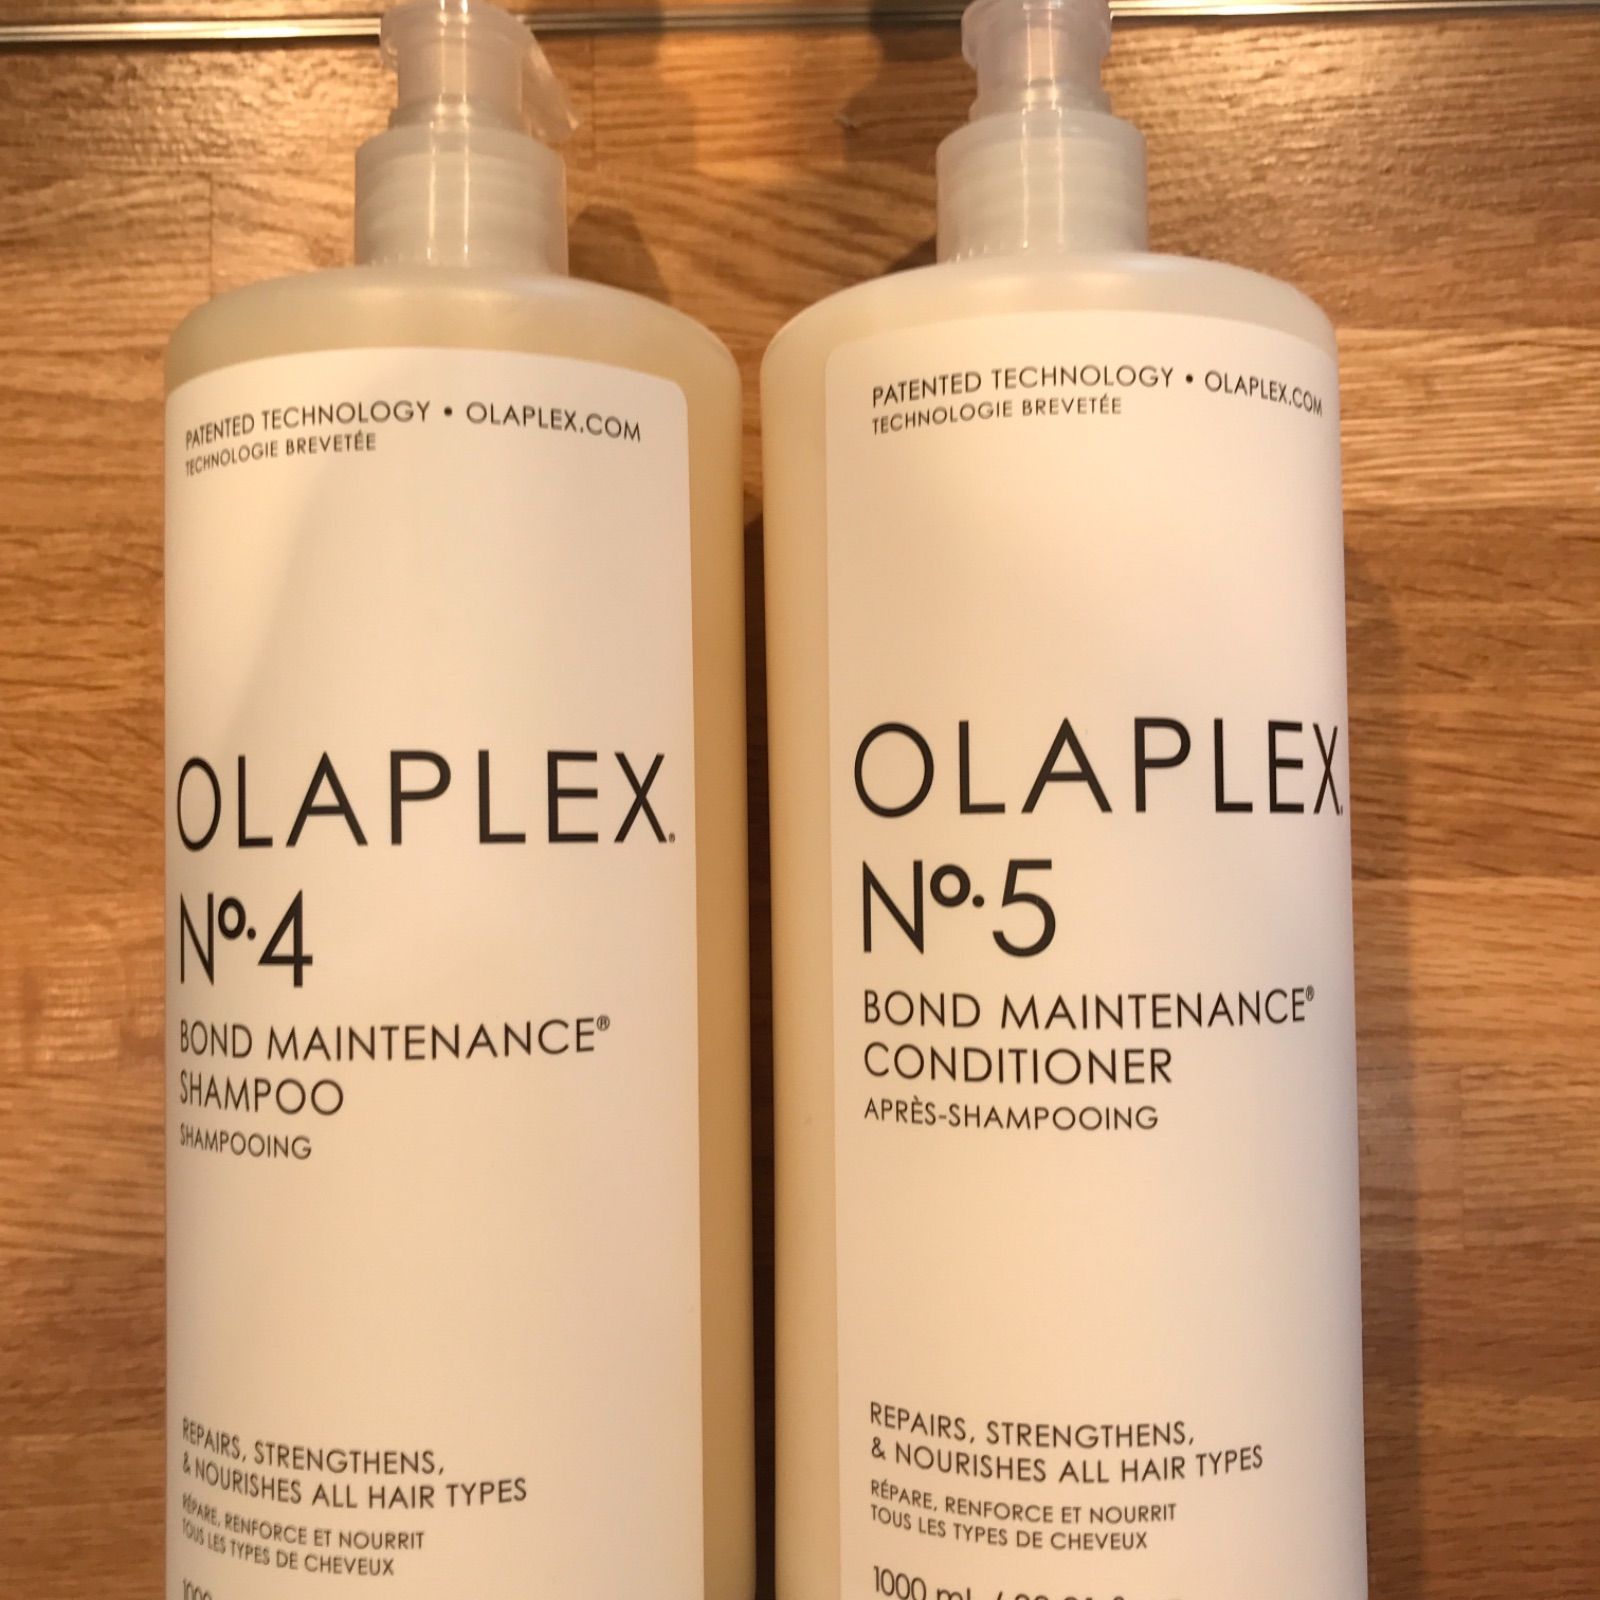 PATENTED TECHNOLOGY • OLAPLEX.COM
TECHNOLOGIE BREVETÉE
OLAPLEX®
Nº.4
BOND MAINTENANCE®
SHAMPOO
SHAMPOOING
REPAIRS, STRENGTHENS,
& NOURISHES ALL HAIR TYPES
RÉPARE, RENFORCE ET NOURRIT
TOUS LES TYPES DE CHEVEUX
1000
PATENTED TECHNOLOGY • OLAPLEX.COM
TECHNOLOGIE BREVETÉE
OLAPLEX
Nº.5
BOND MAINTENANCE®
CONDITIONER
APRÈS-SHAMPOOING
REPAIRS, STRENGTHENS,
& NOURISHES ALL HAIR TYPES
RÉPARE, RENFORCE ET NOURRIT
TOUS LES TYPES DE CHEVEUX
1000 mL /